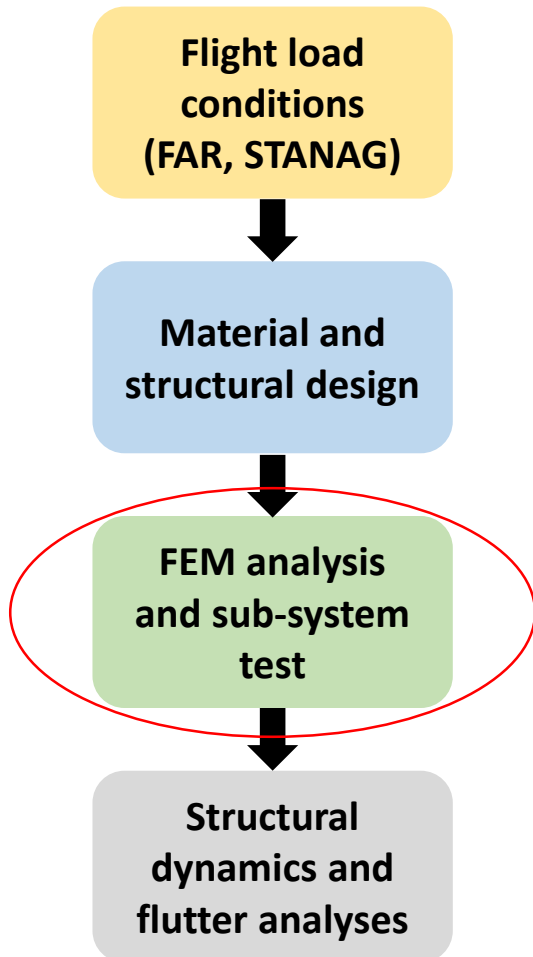 Flight load
conditions
(FAR, STANAG)
Material and
structural design
FEM analysis
and sub-system
test
Structural
dynamics and
flutter analyses